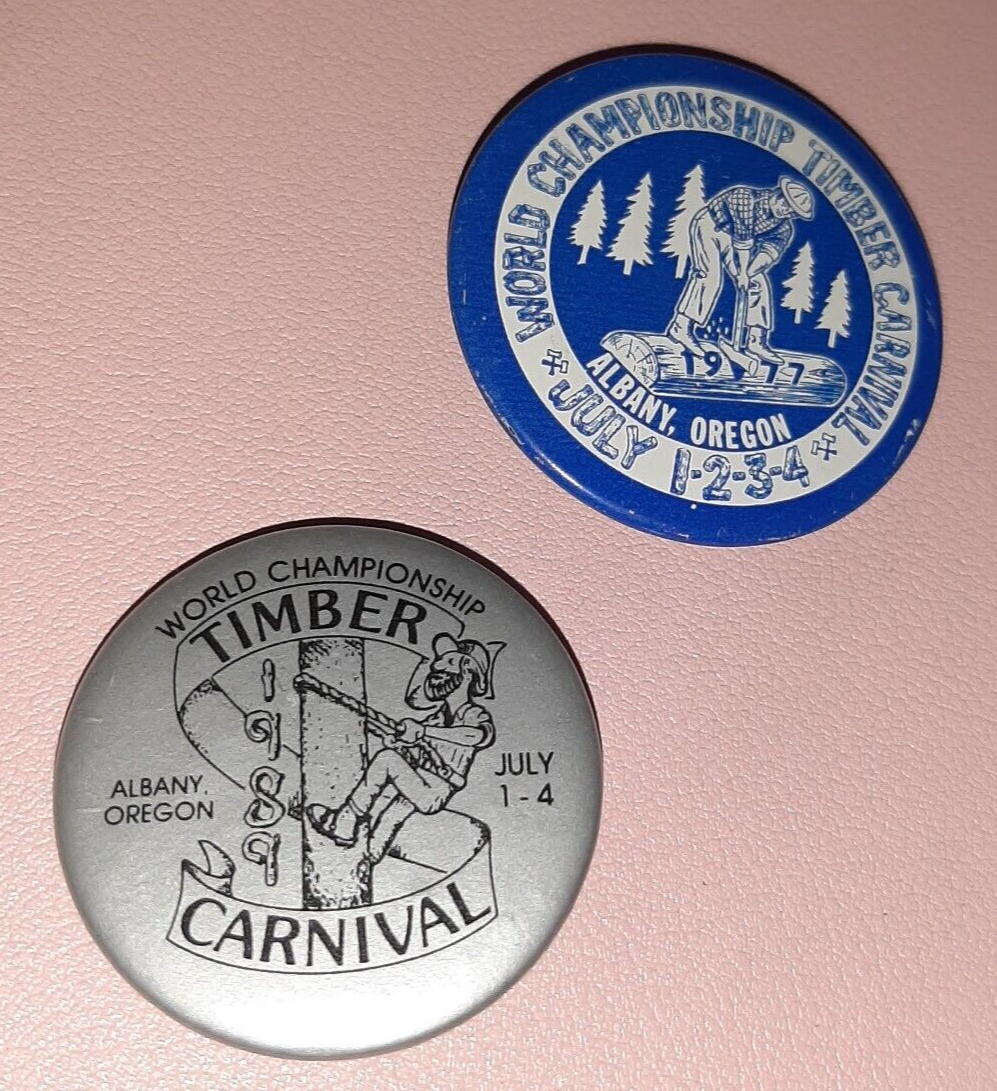 WORLD CHAMPIONSHIP TIMBER CARNIVAL
1977
ALBANY, OREGON
JULY 1-2-3-4
WORLD CHAMPIONSHIP
TIMBER
1989
ALBANY,
OREGON
JULY
1 - 4
CARNIVAL